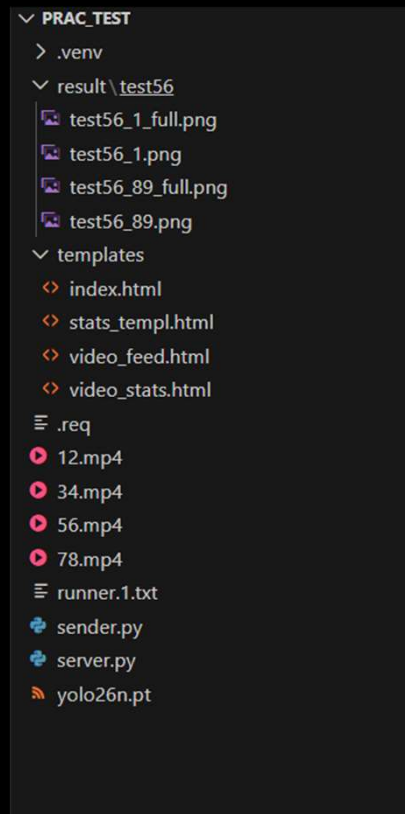 PRAC_TEST
.venv
result\test56
test56_1_full.png
test56_1.png
test56_89_full.png
test56_89.png
templates
index.html
stats_templ.html
video_feed.html
video_stats.html
.req
12.mp4
34.mp4
56.mp4
78.mp4
runner.1.txt
sender.py
server.py
yolo26n.pt